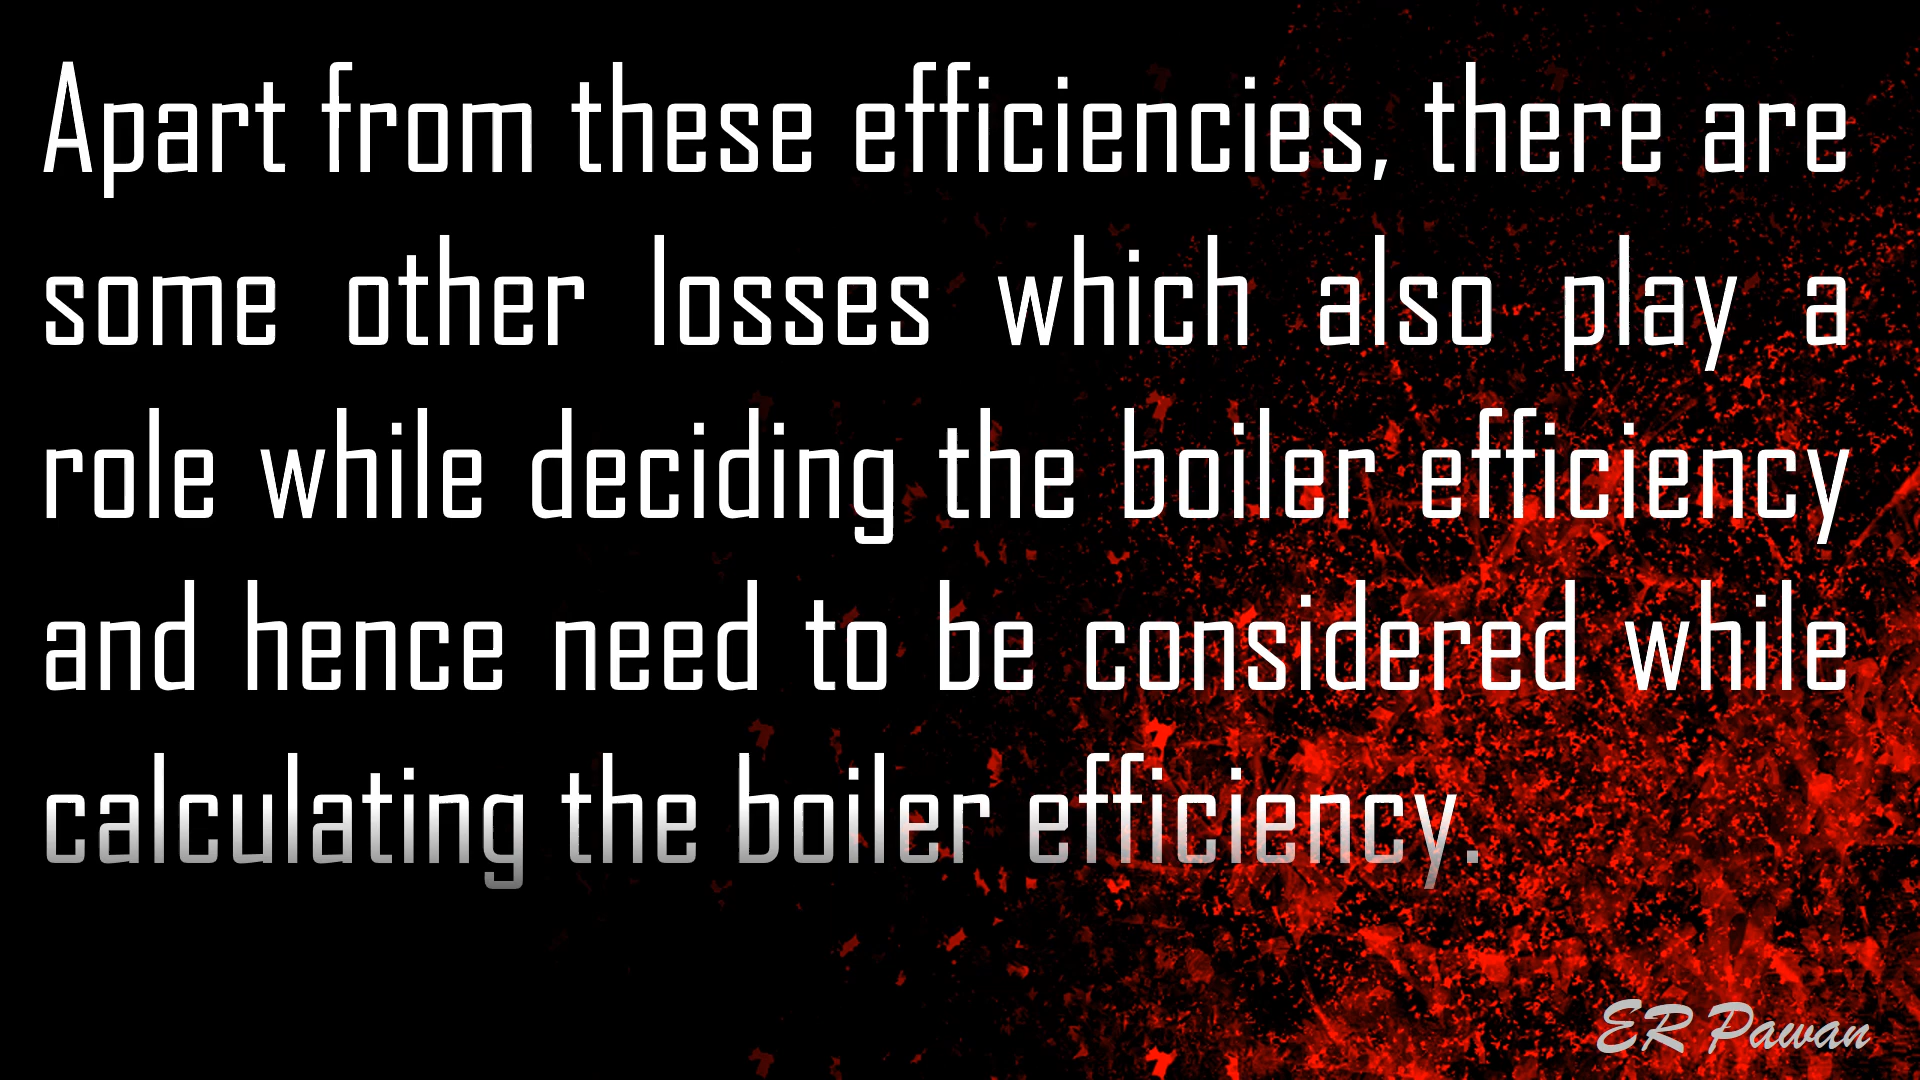 Apart from these efficiencies, there are
some other losses which also play a
role while deciding the boiler efficiency
and hence need to be considered while
calculating the boiler efficiency.
ER Pawan